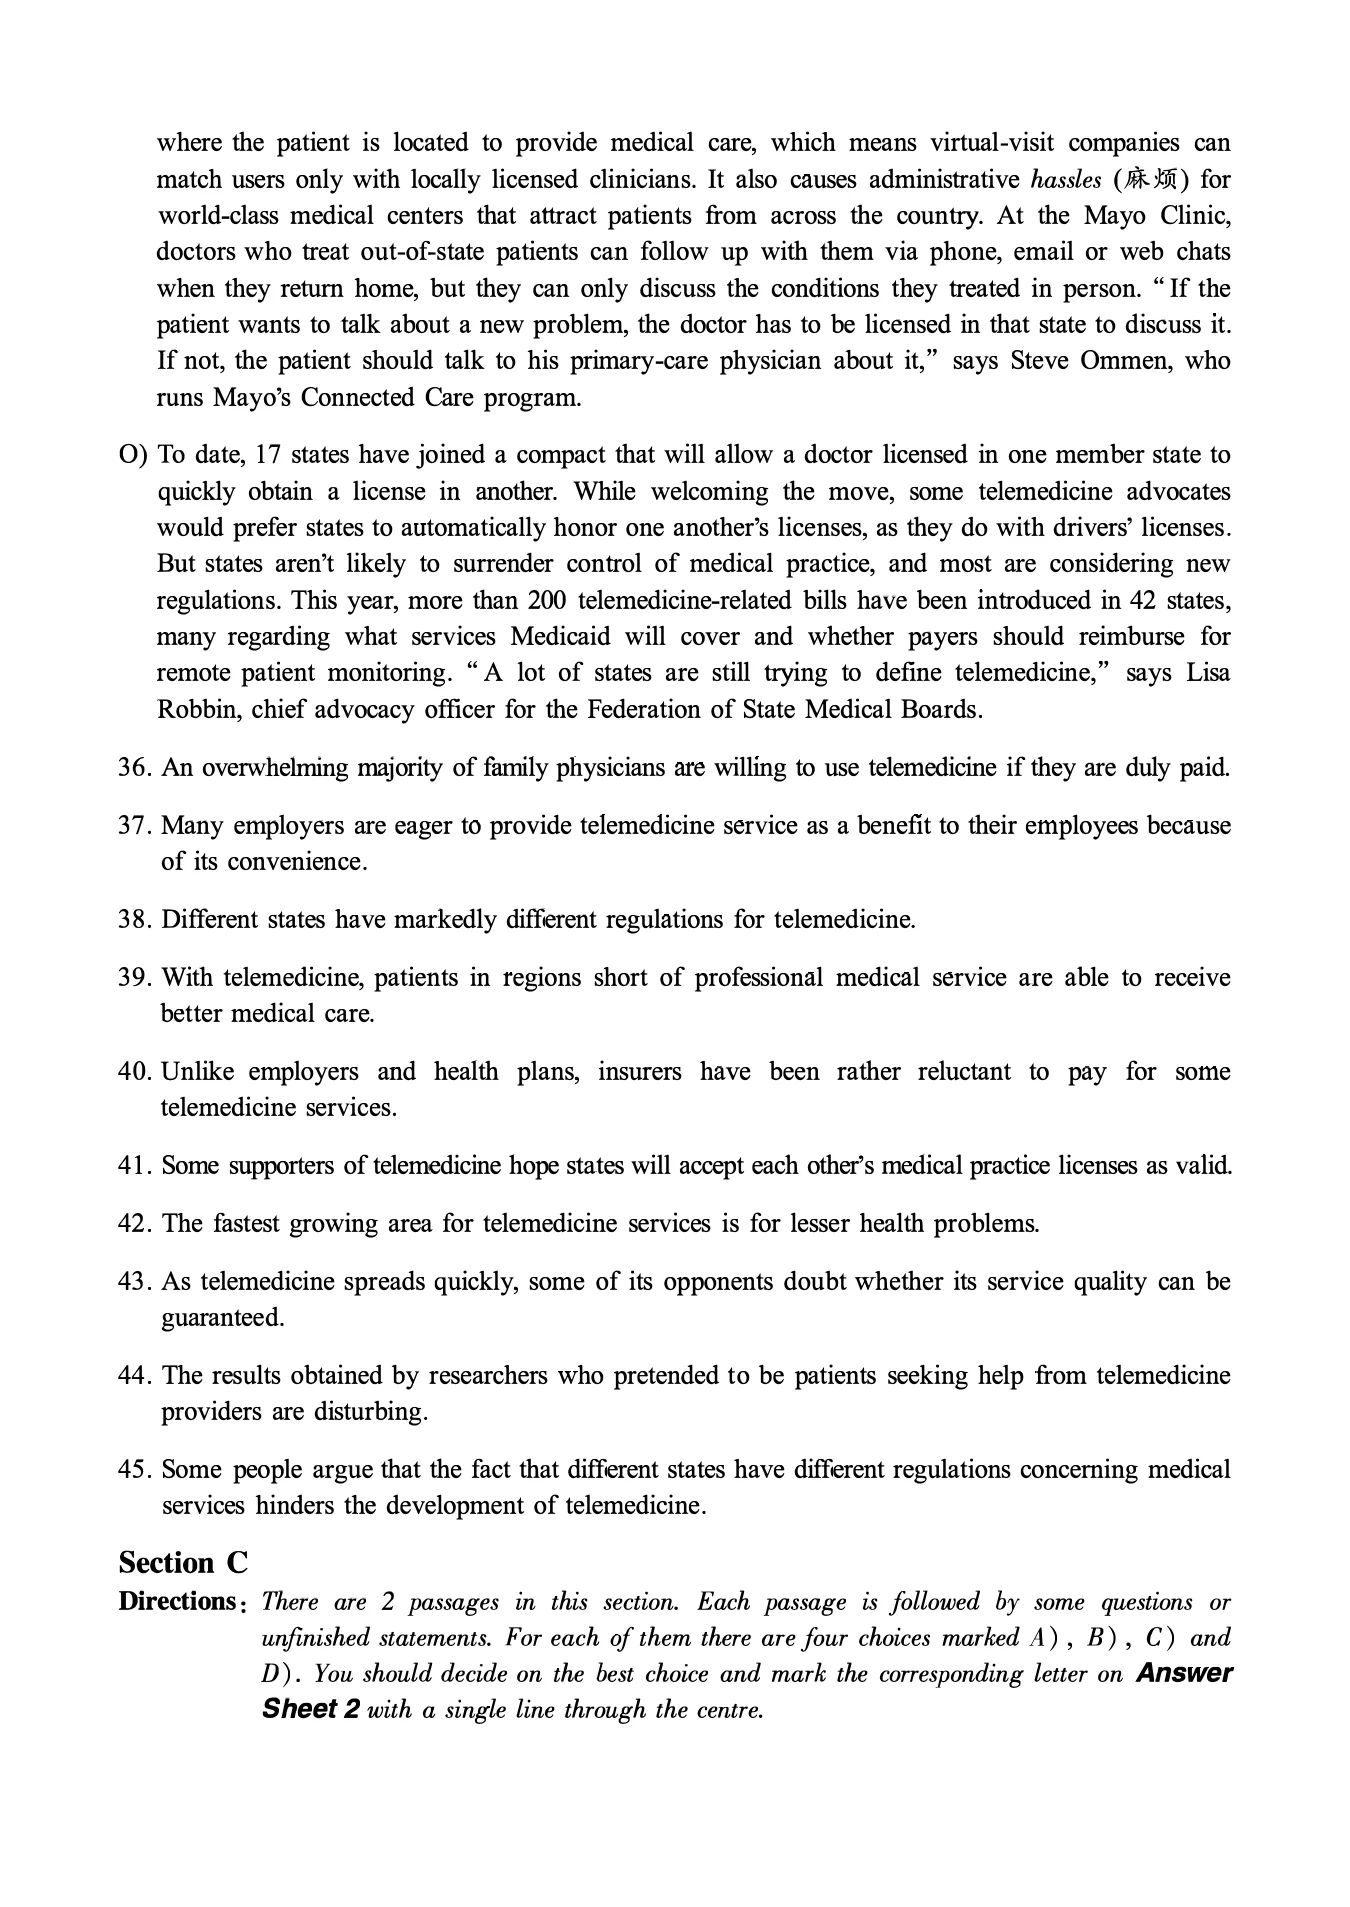 where the patient is located to provide medical care, which means virtual-visit companies can
match users only with locally licensed clinicians. It also causes administrative hassles (麻烦) for
world-class medical centers that attract patients from across the country. At the Mayo Clinic,
doctors who treat out-of-state patients can follow up with them via phone, email or web chats
when they return home, but they can only discuss the conditions they treated in person. “If the
patient wants to talk about a new problem, the doctor has to be licensed in that state to discuss it.
If not, the patient should talk to his primary-care physician about it,” says Steve Ommen, who
runs Mayo’s Connected Care program.
O) To date, 17 states have joined a compact that will allow a doctor licensed in one member state to
quickly obtain a license in another. While welcoming the move, some telemedicine advocates
would prefer states to automatically honor one another’s licenses, as they do with drivers’ licenses.
But states aren’t likely to surrender control of medical practice, and most are considering new
regulations. This year, more than 200 telemedicine-related bills have been introduced in 42 states,
many regarding what services Medicaid will cover and whether payers should reimburse for
remote patient monitoring. “A lot of states are still trying to define telemedicine,” says Lisa
Robbin, chief advocacy officer for the Federation of State Medical Boards.
36. An overwhelming majority of family physicians are willing to use telemedicine if they are duly paid.
37. Many employers are eager to provide telemedicine service as a benefit to their employees because
of its convenience.
38. Different states have markedly different regulations for telemedicine.
39. With telemedicine, patients in regions short of professional medical service are able to receive
better medical care.
40. Unlike employers and health plans, insurers have been rather reluctant to pay for some
telemedicine services.
41. Some supporters of telemedicine hope states will accept each other’s medical practice licenses as valid.
42. The fastest growing area for telemedicine services is for lesser health problems.
43. As telemedicine spreads quickly, some of its opponents doubt whether its service quality can be
guaranteed.
44. The results obtained by researchers who pretended to be patients seeking help from telemedicine
providers are disturbing.
45. Some people argue that the fact that different states have different regulations concerning medical
services hinders the development of telemedicine.
Section C
Directions: There are 2 passages in this section. Each passage is followed by some questions or
unfinished statements. For each of them there are four choices marked A), B), C) and
D). You should decide on the best choice and mark the corresponding letter on Answer
Sheet 2 with a single line through the centre.